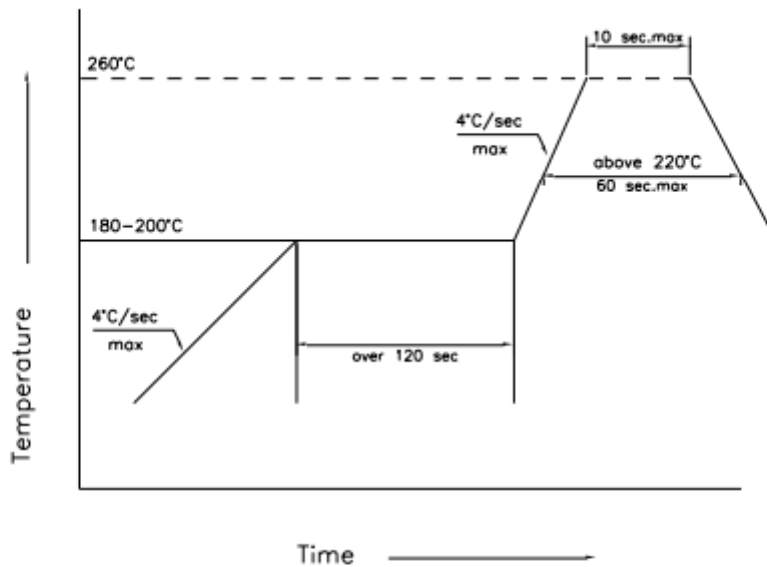 10 sec.max
260°C
4°C/sec
max
above 220°C
60 sec.max
180-200°C
4°C/sec
max
over 120 sec
Temperature
Time